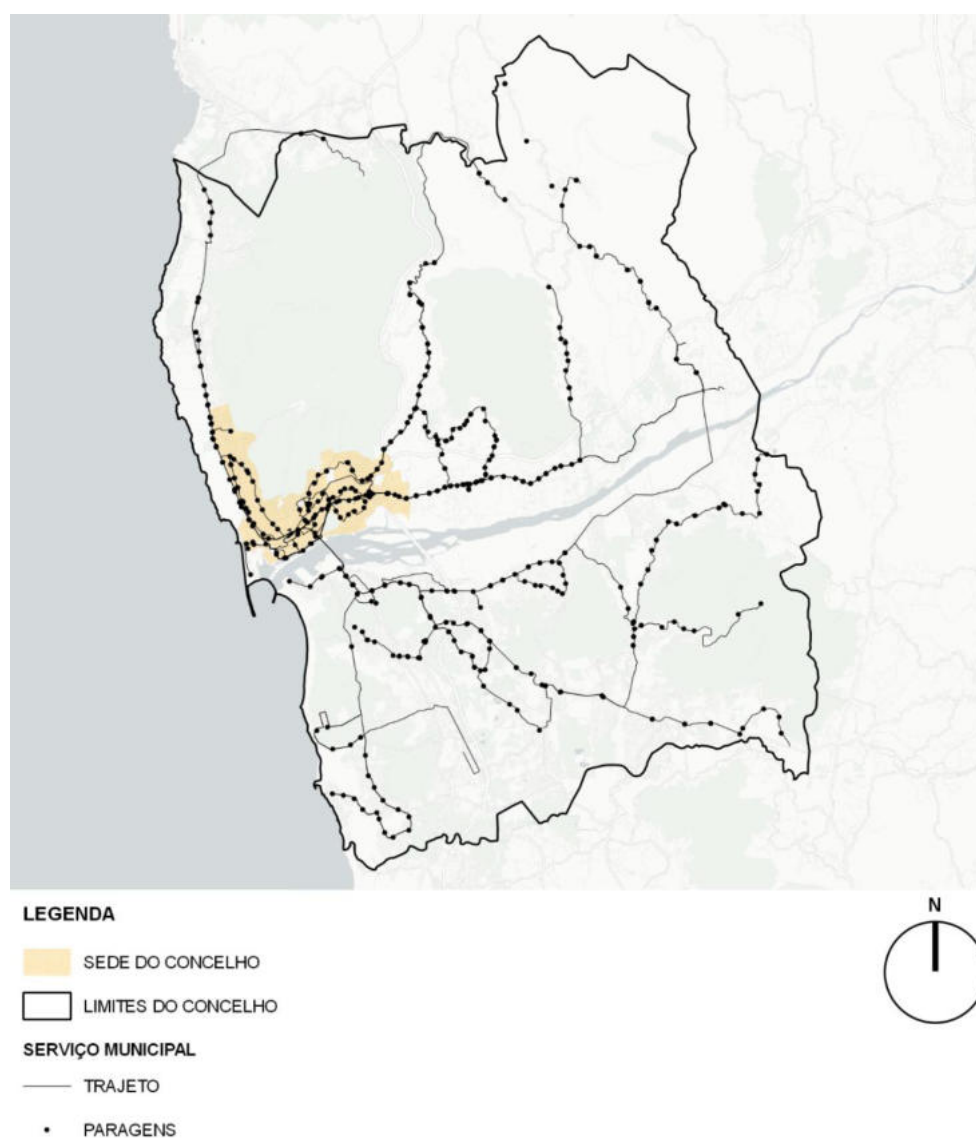 LEGENDA
N
SEDE DO CONCELHO
LIMITES DO CONCELHO
SERVIÇO MUNICIPAL
TRAJETO
PARAGENS